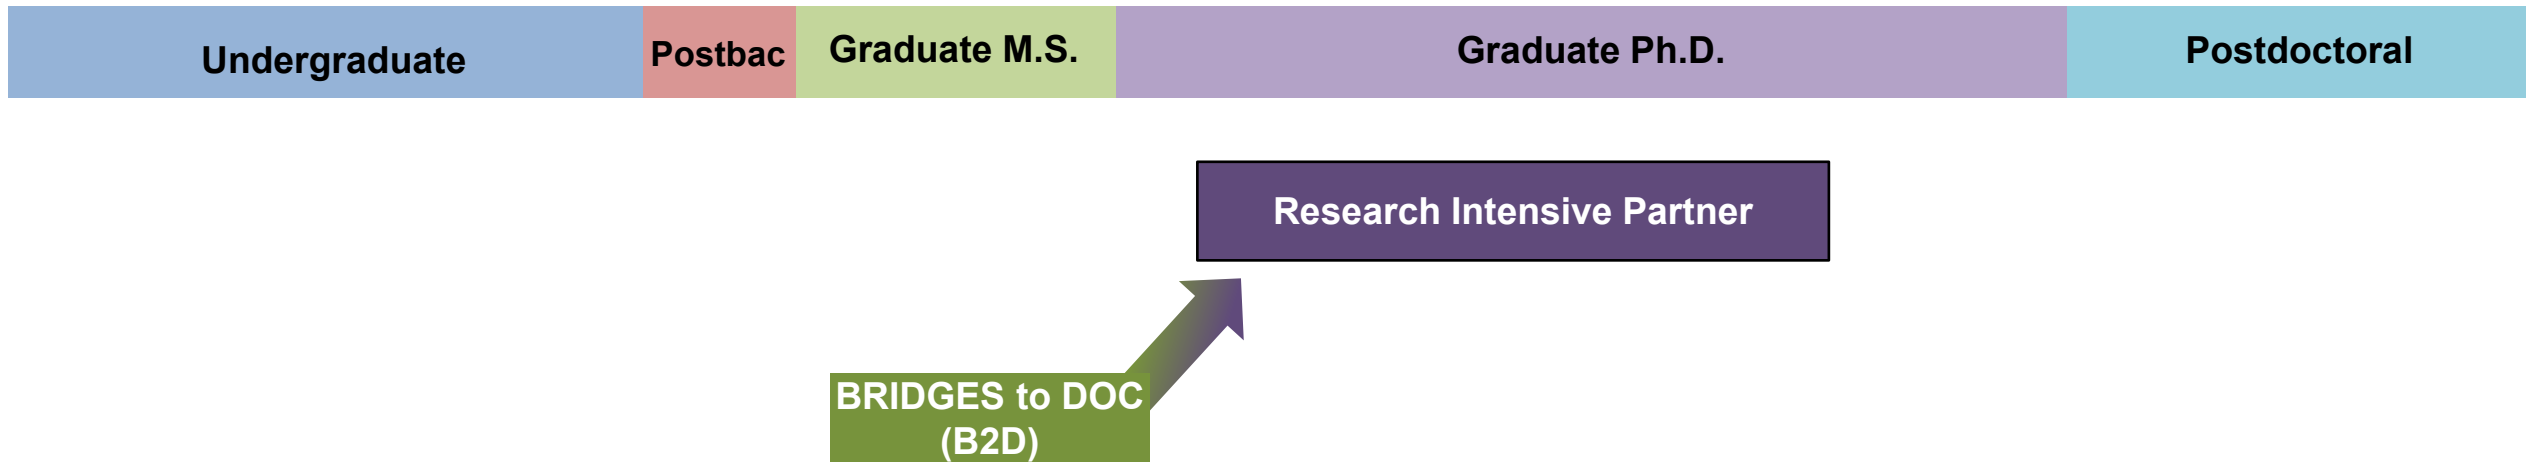 Undergraduate
Postbac
Graduate M.S.
Graduate Ph.D.
Postdoctoral
Research Intensive Partner
BRIDGES to DOC
(B2D)